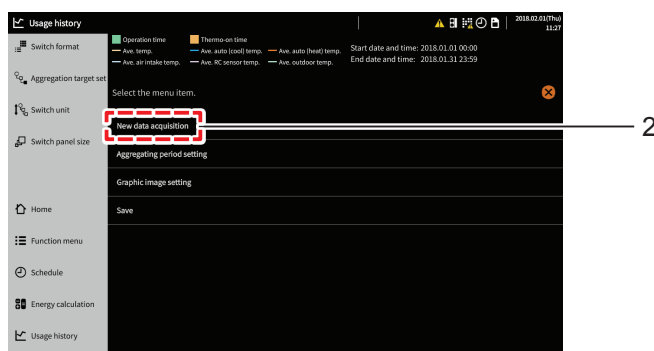 Usage history
2018.02.01(Thu)
11:27
Switch format
Aggregation target set
Switch unit
Switch panel size
Home
Function menu
Schedule
Energy calculation
Usage history
Operation time
Thermo-on time
Ave. temp.
Ave. auto (cool) temp.
Ave. auto (heat) temp.
Ave. air intake temp.
Ave. RC sensor temp.
Ave. outdoor temp.
Start date and time: 2018.01.01 00:00
End date and time: 2018.01.31 23:59
Select the menu item.
New data acquisition
2
Aggregating period setting
Graphic image setting
Save